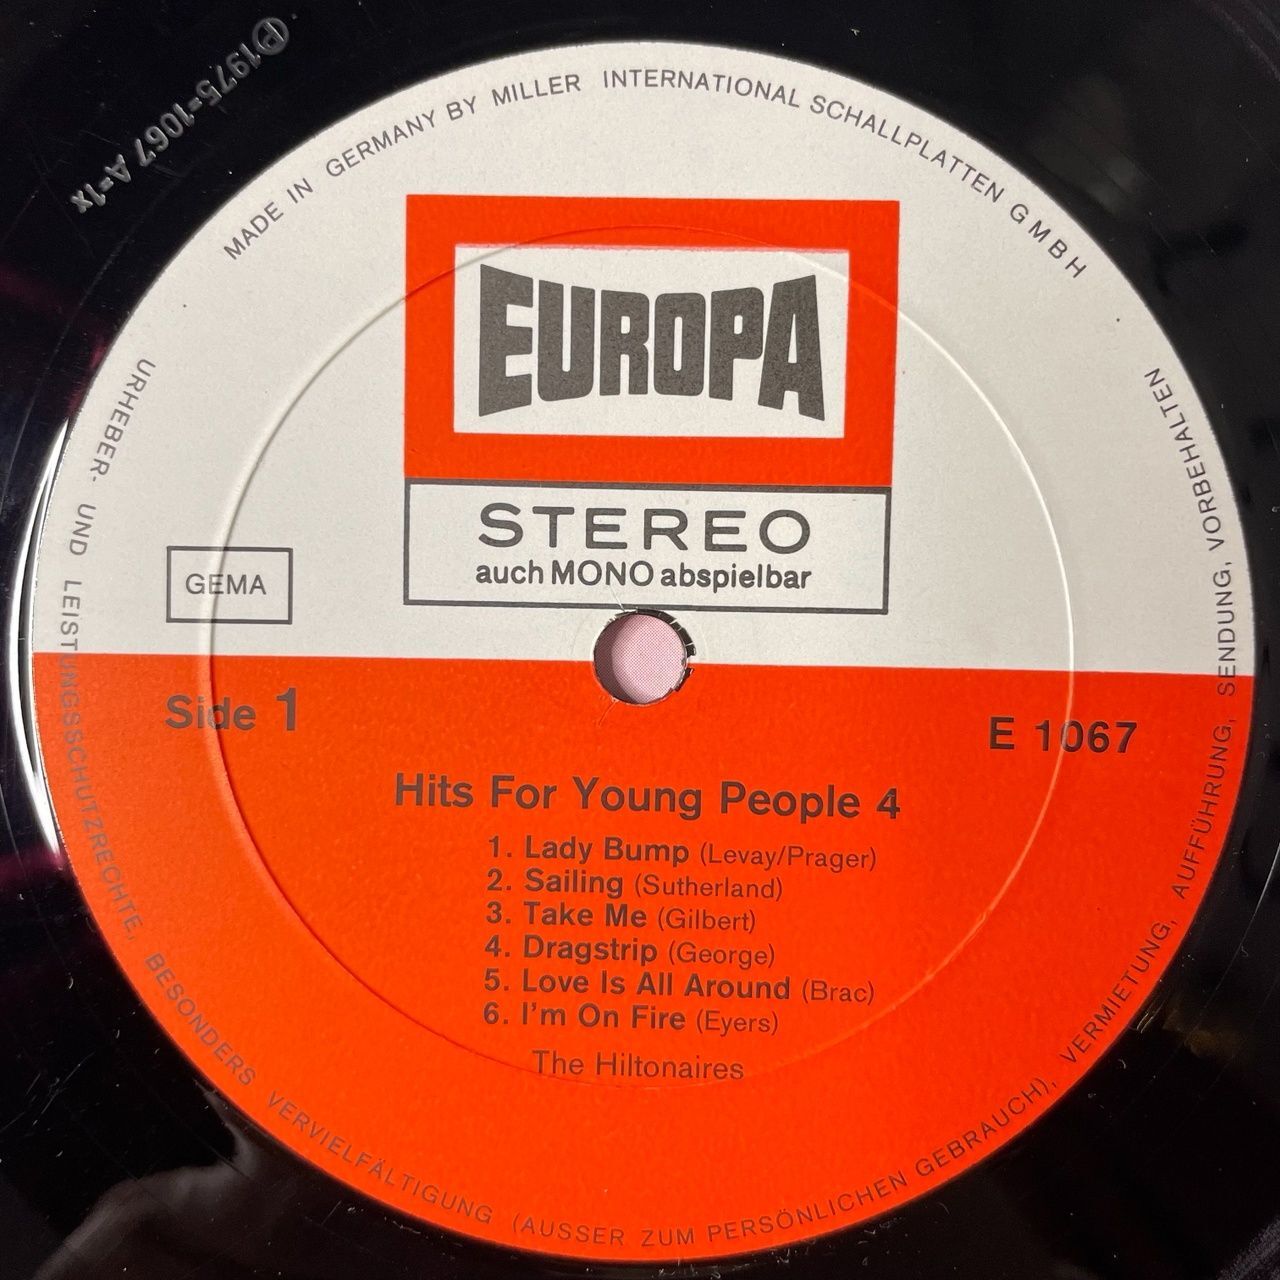 ℗1975-1067 A-1x
MADE IN GERMANY BY MILLER INTERNATIONAL SCHALLPLATTEN GMBH
EUROPA
STEREO
auch MONO abspielbar
GEMA
Side 1
E 1067
Hits For Young People 4
1. Lady Bump (Levay/Prager)
2. Sailing (Sutherland)
3. Take Me (Gilbert)
4. Dragstrip (George)
5. Love Is All Around (Brac)
6. I'm On Fire (Eyers)
The Hiltonaires
URHEBER- UND LEISTUNGSSCHUTZRECHTE, BESONDERS VERVIELFÄLTIGUNG (AUSSER ZUM PERSÖNLICHEN GEBRAUCH), VERMIETUNG, AUFFÜHRUNG, SENDUNG, VORBEHALTEN